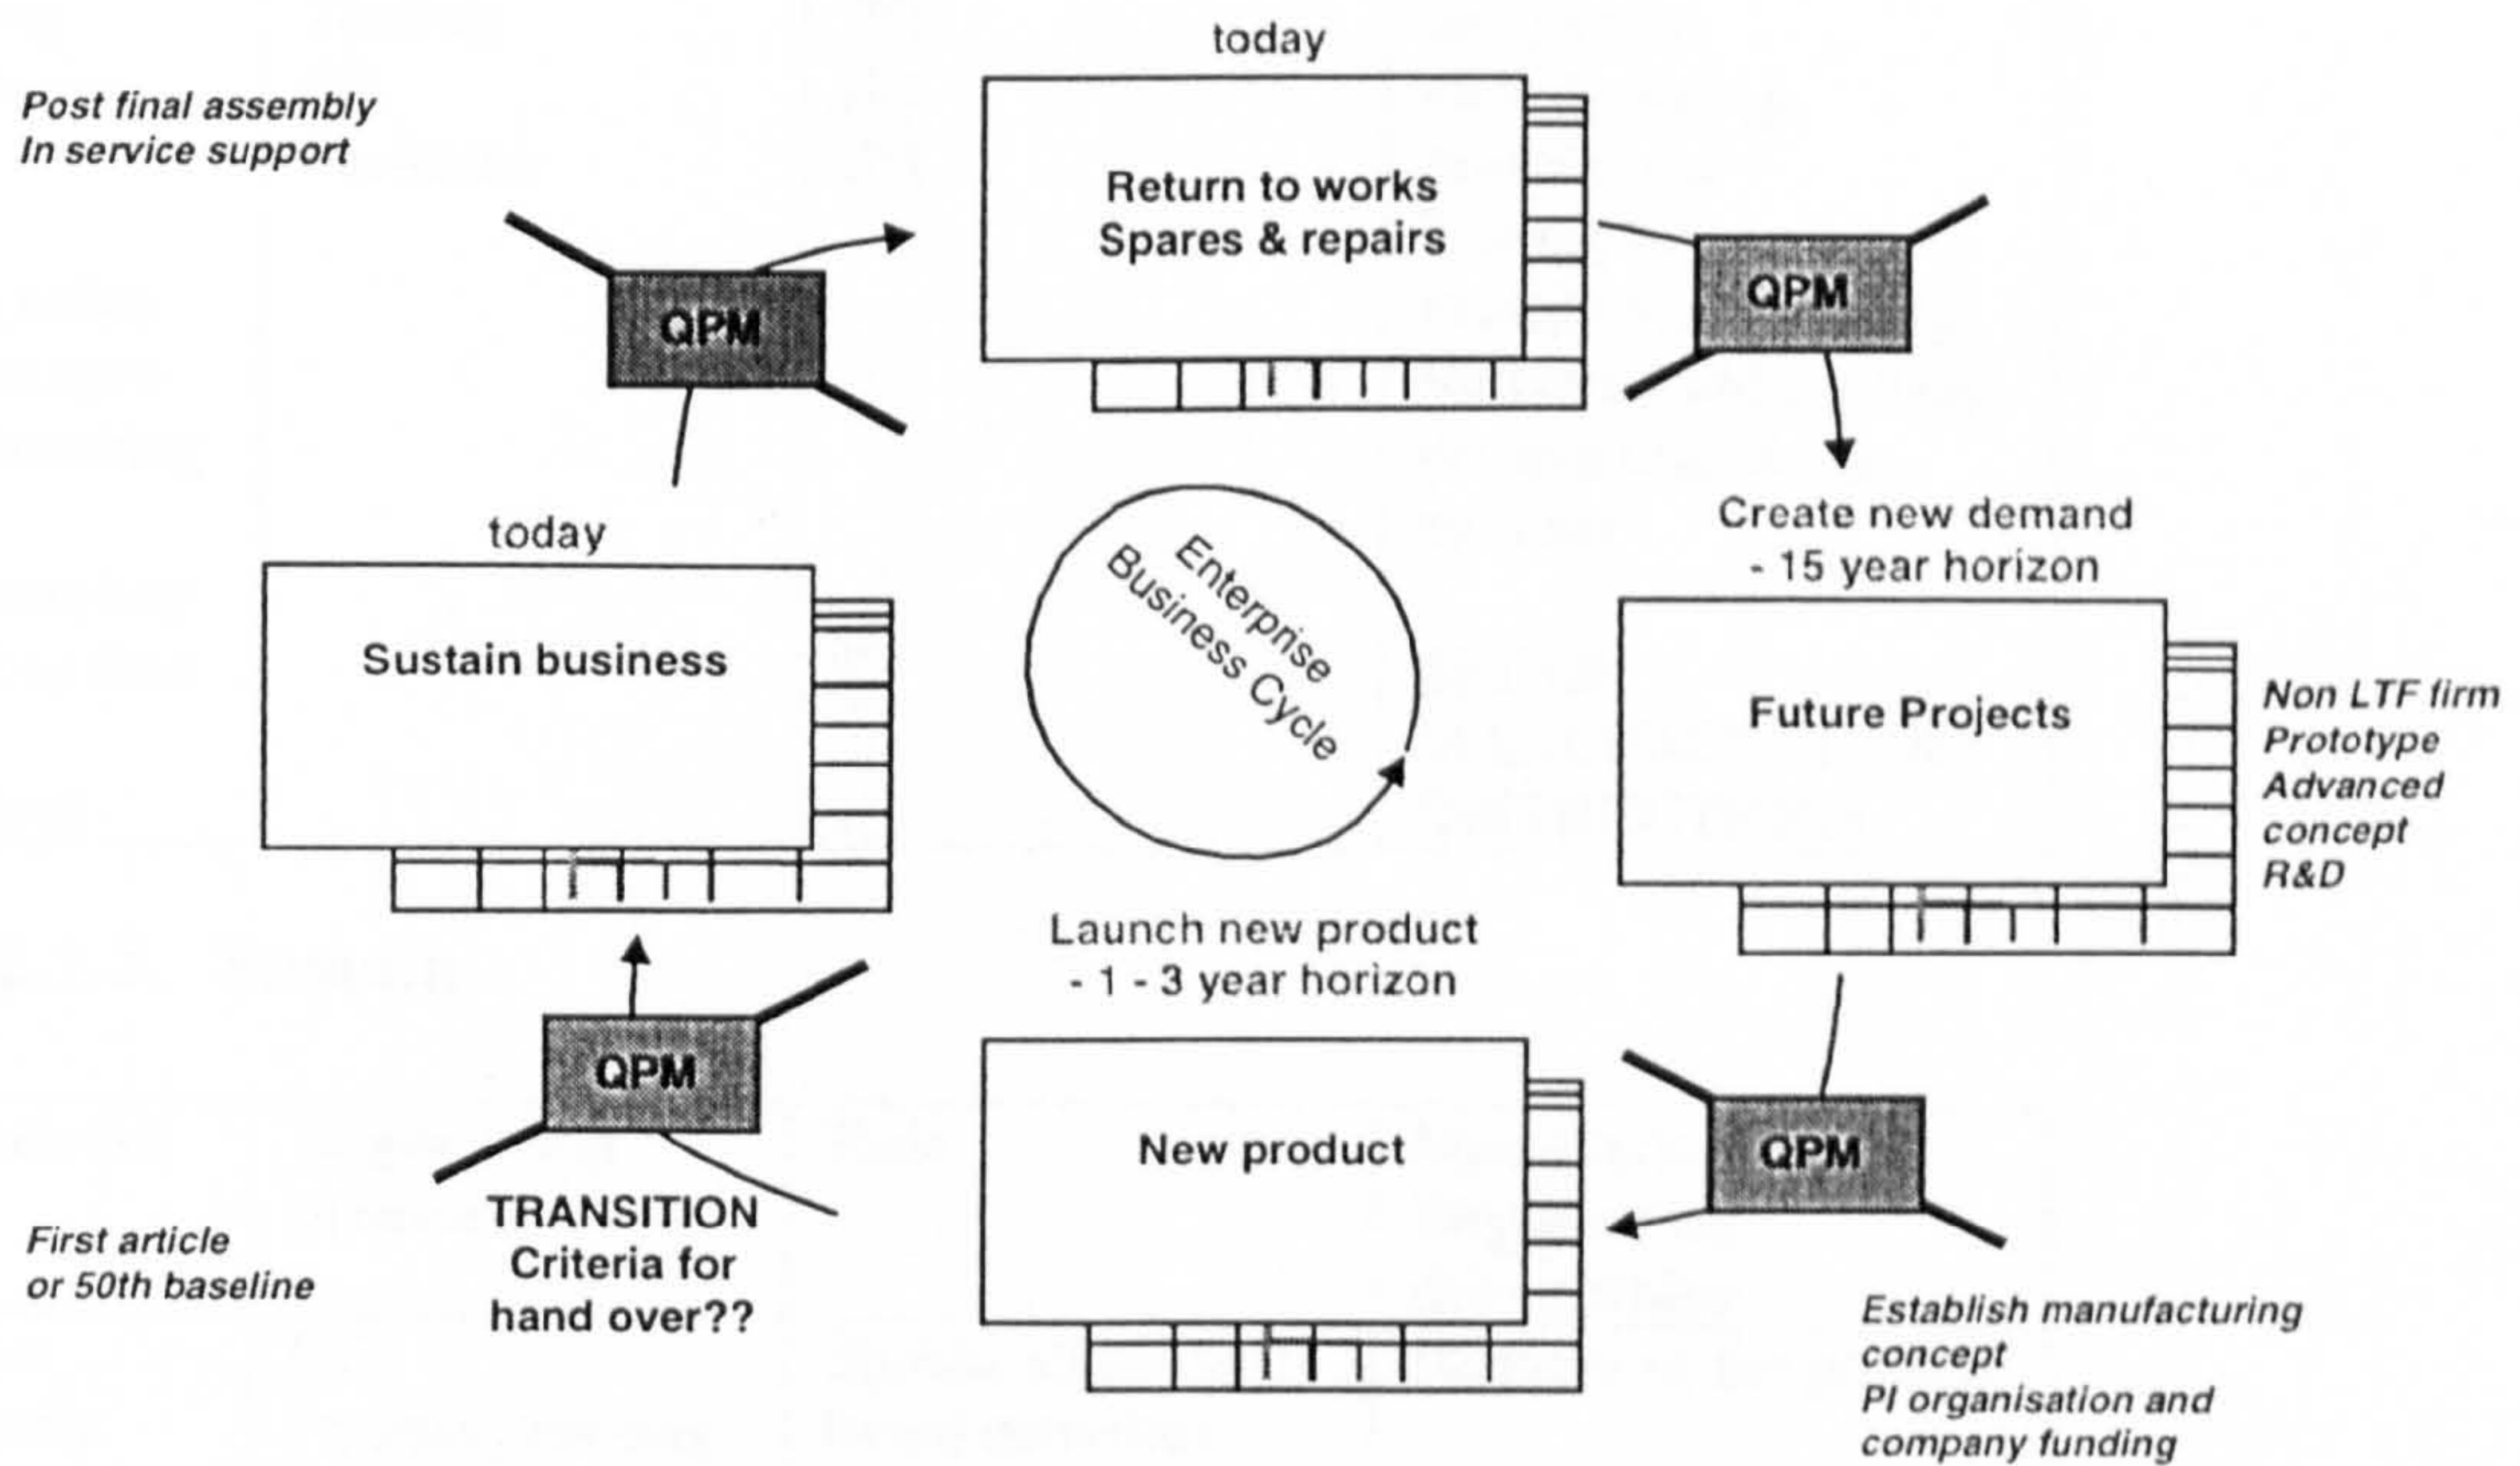 today
Post final assembly
In service support
Return to works
Spares & repairs
QPM
QPM
today
Create new demand
- 15 year horizon
Enterprise
Business Cycle
Sustain business
Future Projects
Non LTF firm
Prototype
Advanced
concept
R&D
Launch new product
- 1 - 3 year horizon
QPM
New product
QPM
TRANSITION
Criteria for
hand over??
First article
or 50th baseline
Establish manufacturing
concept
PI organisation and
company funding